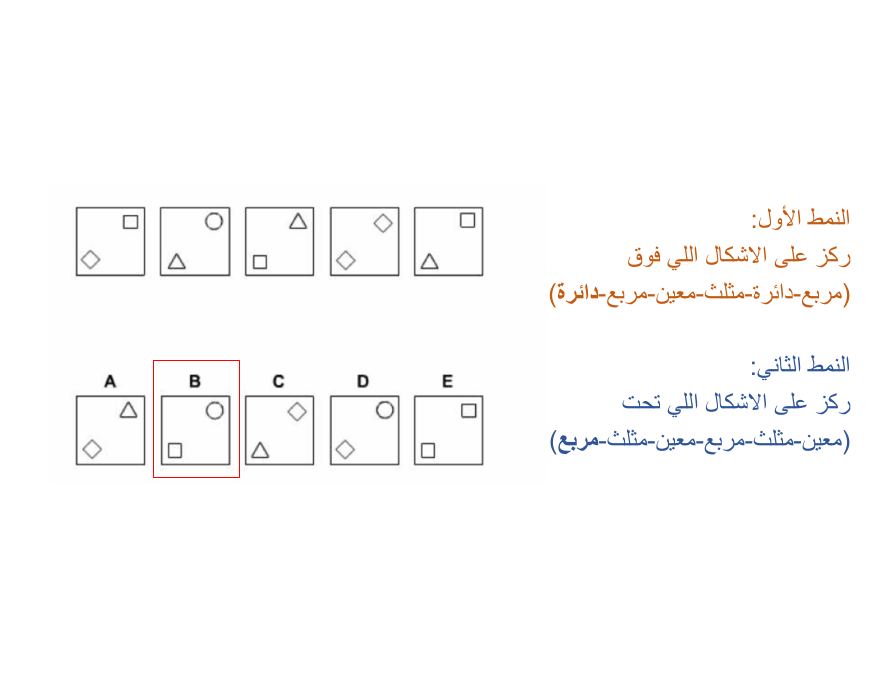 النمط الأول:
ركز على الاشكال اللي فوق
(مربع-دائرة-مثلث-معين-مربع-دائرة)
النمط الثاني:
ركز على الاشكال اللي تحت
(معين-مثلث-مربع-معين-مثلث-مربع)
A B C D E